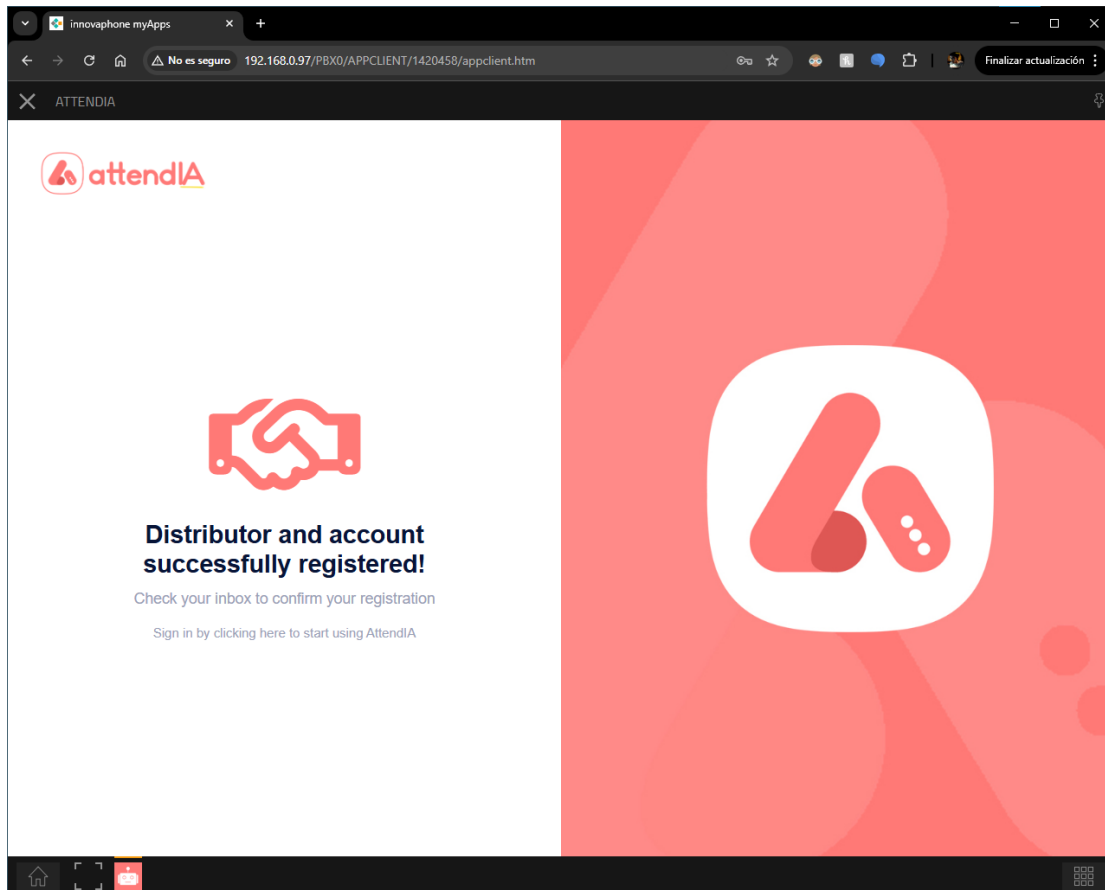 innovaphone myApps
No es seguro
192.168.0.97/PBX0/APPCLIENT/1420458/appclient.htm
Finalizar actualización
ATTENDIA
attendIA
Distributor and account
successfully registered!
Check your inbox to confirm your registration
Sign in by clicking here to start using AttendIA